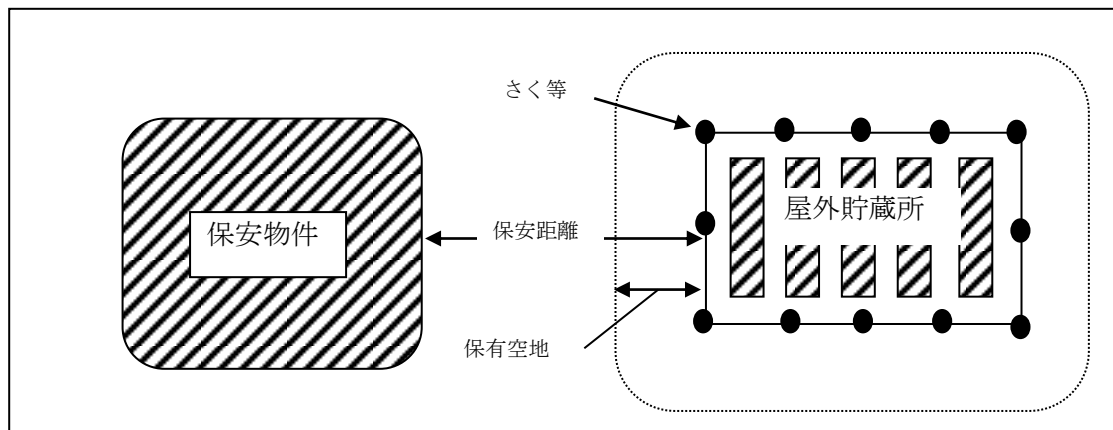 さく等
屋外貯蔵所
保安物件
保安距離
保有空地